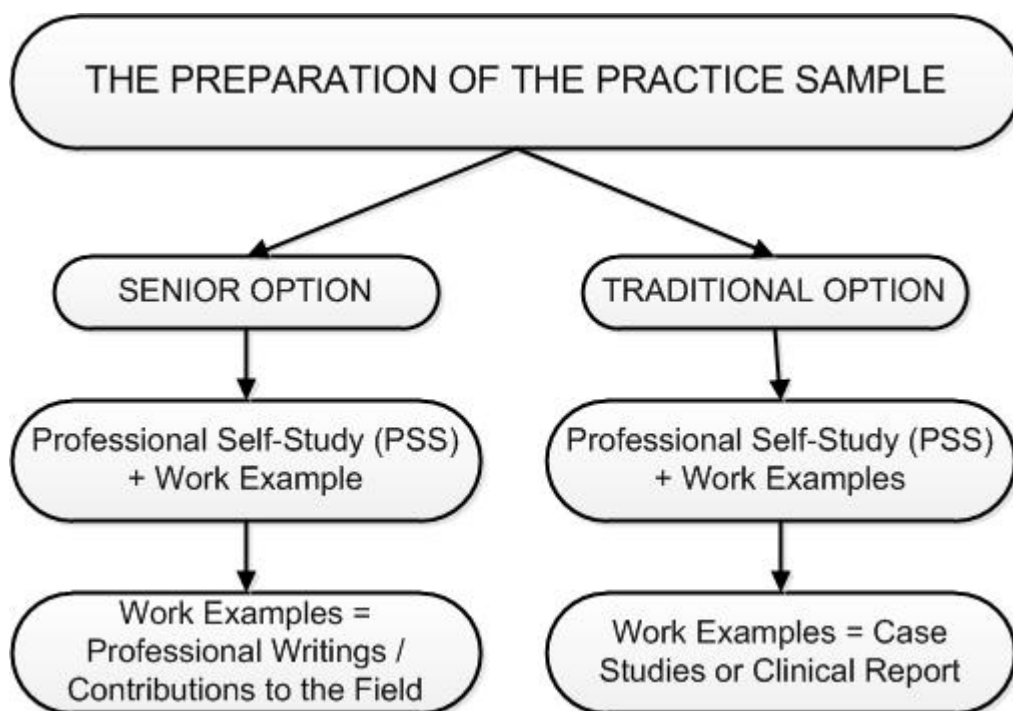 THE PREPARATION OF THE PRACTICE SAMPLE
SENIOR OPTION
TRADITIONAL OPTION
Professional Self-Study (PSS)
+ Work Example
Professional Self-Study (PSS)
+ Work Examples
Work Examples =
Professional Writings /
Contributions to the Field
Work Examples = Case
Studies or Clinical Report